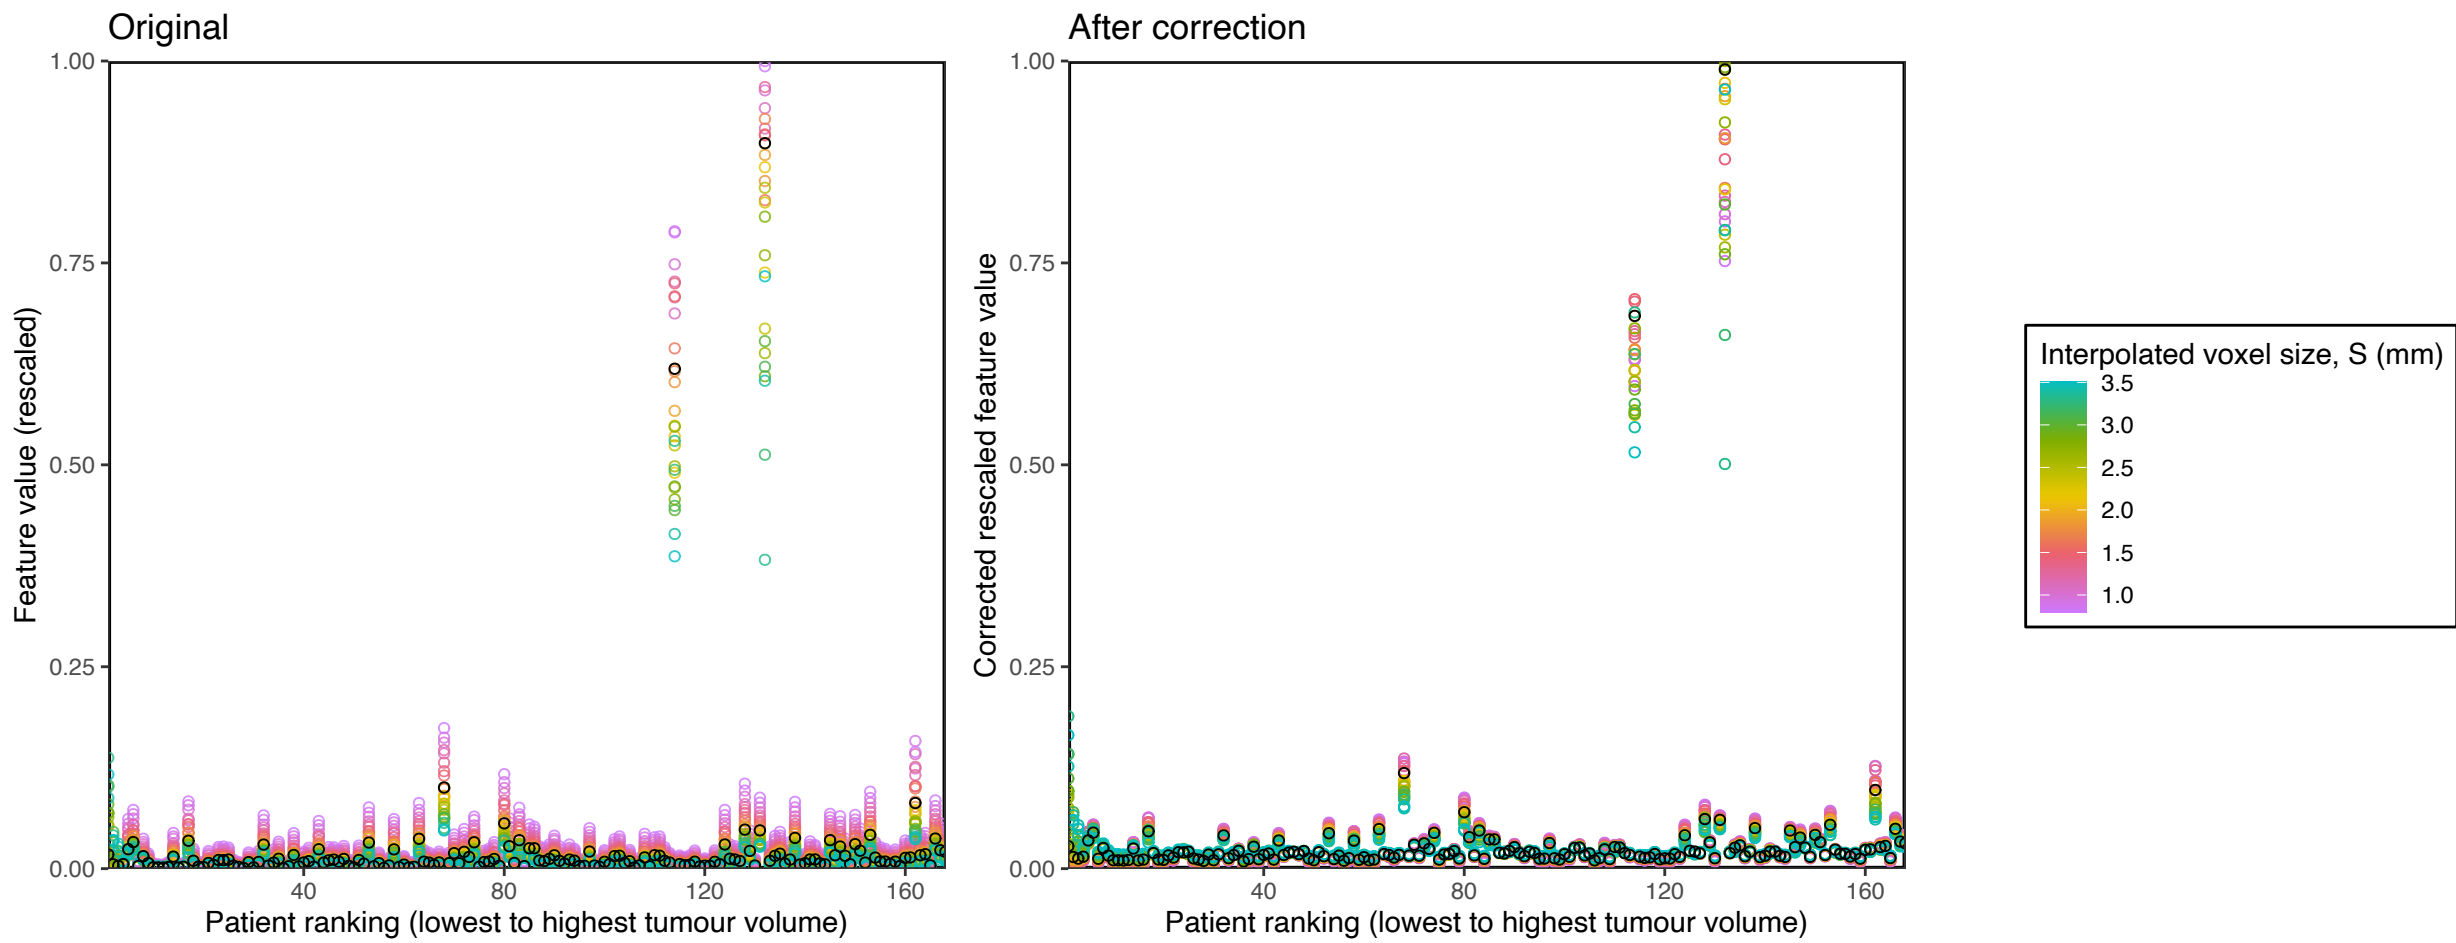 Original
1.00
0.75
0.50
0.25
0.00
40 80 120 160
Feature value (rescaled)
Patient ranking (lowest to highest tumour volume)
After correction
1.00
0.75
0.50
0.25
0.00
40 80 120 160
Corrected rescaled feature value
Patient ranking (lowest to highest tumour volume)
Interpolated voxel size, S (mm)
3.5
3.0
2.5
2.0
1.5
1.0